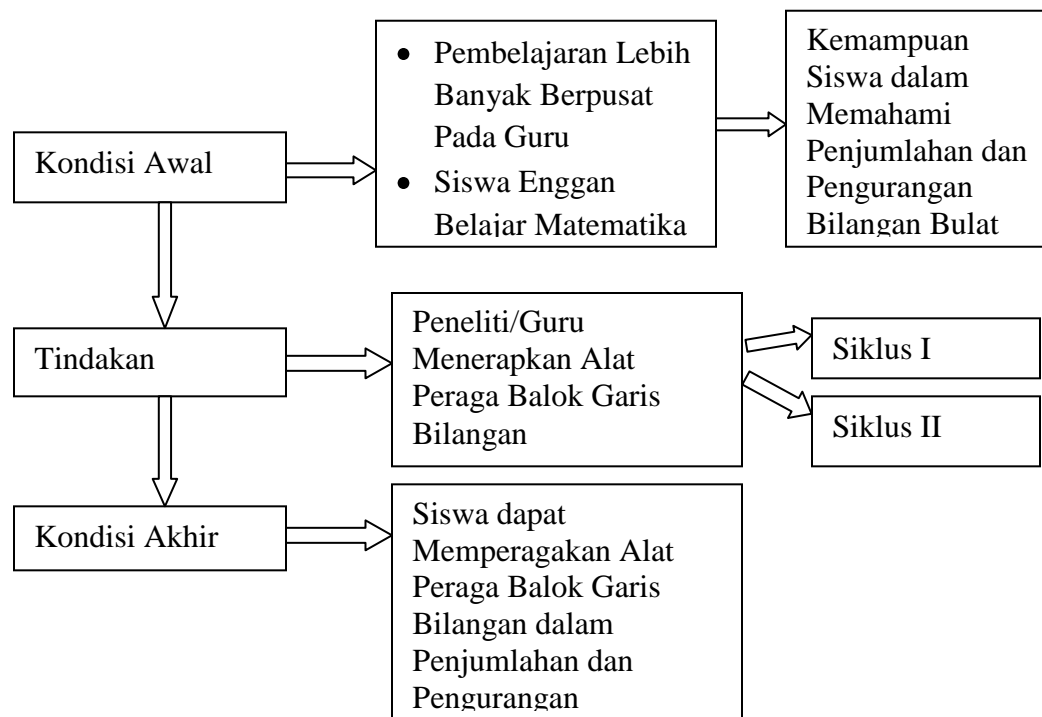 Kondisi Awal
• Pembelajaran Lebih
Banyak Berpusat
Pada Guru
• Siswa Enggan
Belajar Matematika
Kemampuan
Siswa dalam
Memahami
Penjumlahan dan
Pengurangan
Bilangan Bulat
Tindakan
Peneliti/Guru
Menerapkan Alat
Peraga Balok Garis
Bilangan
Siklus I
Siklus II
Kondisi Akhir
Siswa dapat
Memperagakan Alat
Peraga Balok Garis
Bilangan dalam
Penjumlahan dan
Pengurangan